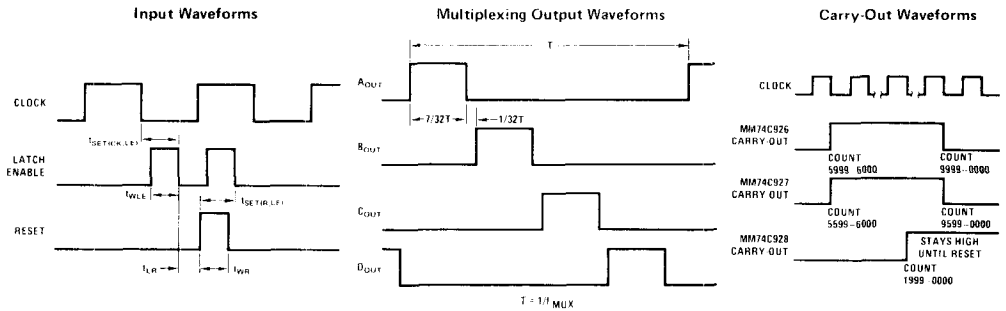 Input Waveforms
CLOCK
tSET(CK,LE)
LATCH
ENABLE
tWLE
tSET(R,LE)
RESET
tLR
tWR
Multiplexing Output Waveforms
T
AOUT
7/32T
1/32T
BOUT
COUT
DOUT
T = 1/fMUX
Carry-Out Waveforms
CLOCK
MM74C926
CARRY-OUT
COUNT
5999-6000
COUNT
9999-0000
MM74C927
CARRY-OUT
COUNT
5599-6000
COUNT
9599-0000
MM74C928
CARRY-OUT
STAYS HIGH
UNTIL RESET
COUNT
1999-0000